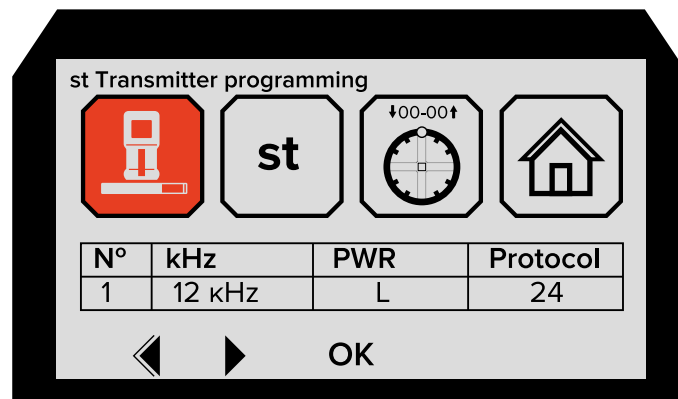 st Transmitter programming
st
⬇00-00⬆
Nº kHz PWR Protocol
1 12 кHz L 24
OK